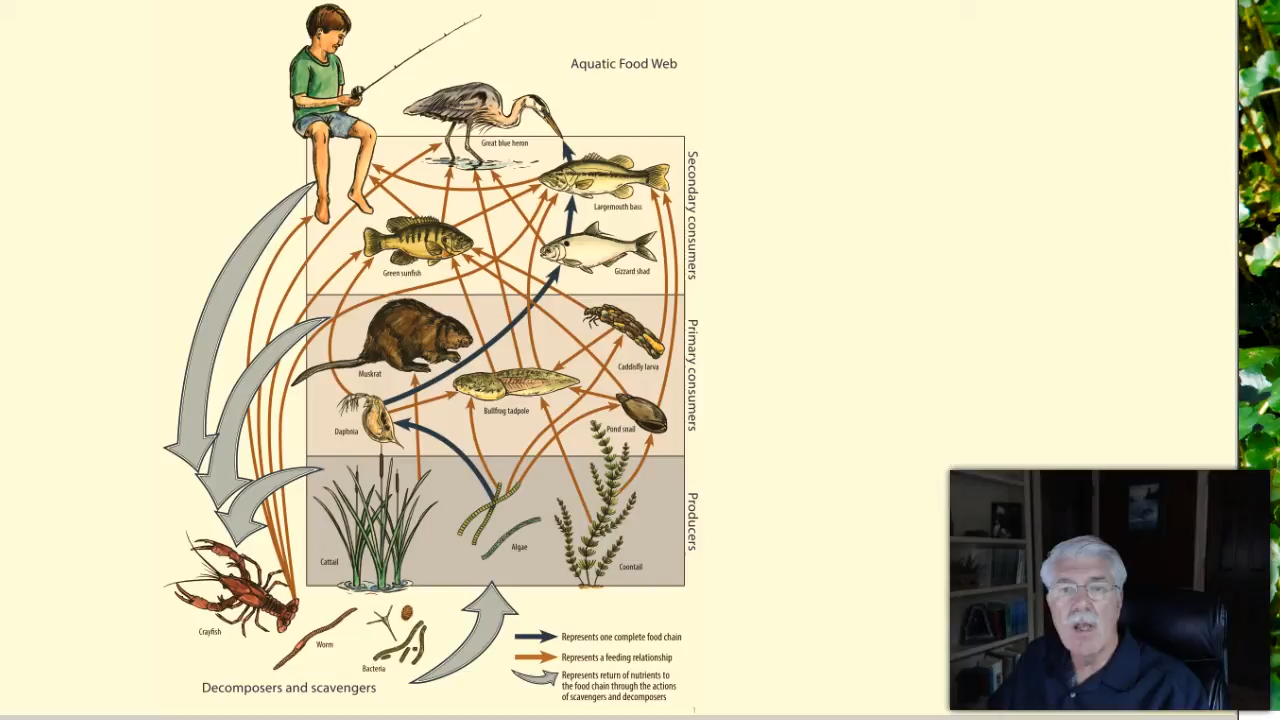 Aquatic Food Web
Great blue heron
Secondary consumers
Largemouth bass
Green sunfish
Gizzard shad
Primary consumers
Muskrat
Caddisfly larva
Bullfrog tadpole
Daphnia
Pond snail
Producers
Cattail
Algae
Coontail
Crayfish
Worm
Bacteria
Decomposers and scavengers
Represents one complete food chain
Represents a feeding relationship
Represents return of nutrients to
the food chain through the actions
of scavengers and decomposers
1